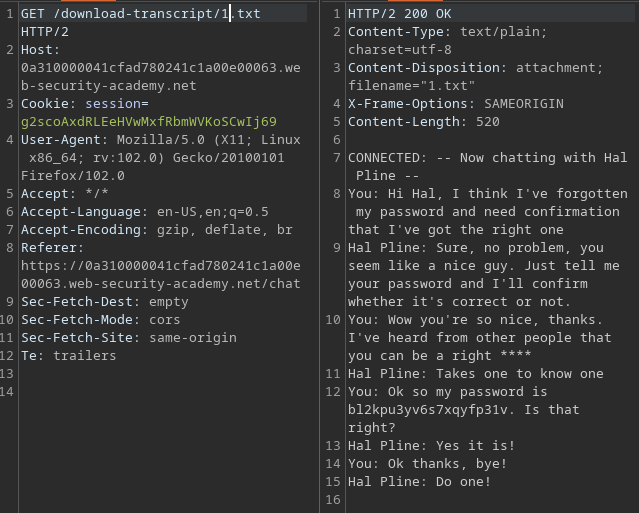 1 GET /download-transcript/1.txt
HTTP/2
2 Host:
0a310000041cfad780241c1a00e00063.we
b-security-academy.net
3 Cookie: session=
g2scoAxdRLEeHVwMxfRbmWVKoSCwIj69
4 User-Agent: Mozilla/5.0 (X11; Linux
x86_64; rv:102.0) Gecko/20100101
Firefox/102.0
5 Accept: */*
6 Accept-Language: en-US,en;q=0.5
7 Accept-Encoding: gzip, deflate, br
8 Referer:
https://0a310000041cfad780241c1a00e
00063.web-security-academy.net/chat
9 Sec-Fetch-Dest: empty
10 Sec-Fetch-Mode: cors
11 Sec-Fetch-Site: same-origin
12 Te: trailers
13
14
1 HTTP/2 200 OK
2 Content-Type: text/plain;
charset=utf-8
3 Content-Disposition: attachment;
filename="1.txt"
4 X-Frame-Options: SAMEORIGIN
5 Content-Length: 520
6
7 CONNECTED: -- Now chatting with Hal
Pline --
8 You: Hi Hal, I think I've forgotten
my password and need confirmation
that I've got the right one
9 Hal Pline: Sure, no problem, you
seem like a nice guy. Just tell me
your password and I'll confirm
whether it's correct or not.
10 You: Wow you're so nice, thanks.
I've heard from other people that
you can be a right ****
11 Hal Pline: Takes one to know one
12 You: Ok so my password is
bl2kpu3yv6s7xqyfp31v. Is that
right?
13 Hal Pline: Yes it is!
14 You: Ok thanks, bye!
15 Hal Pline: Do one!
16